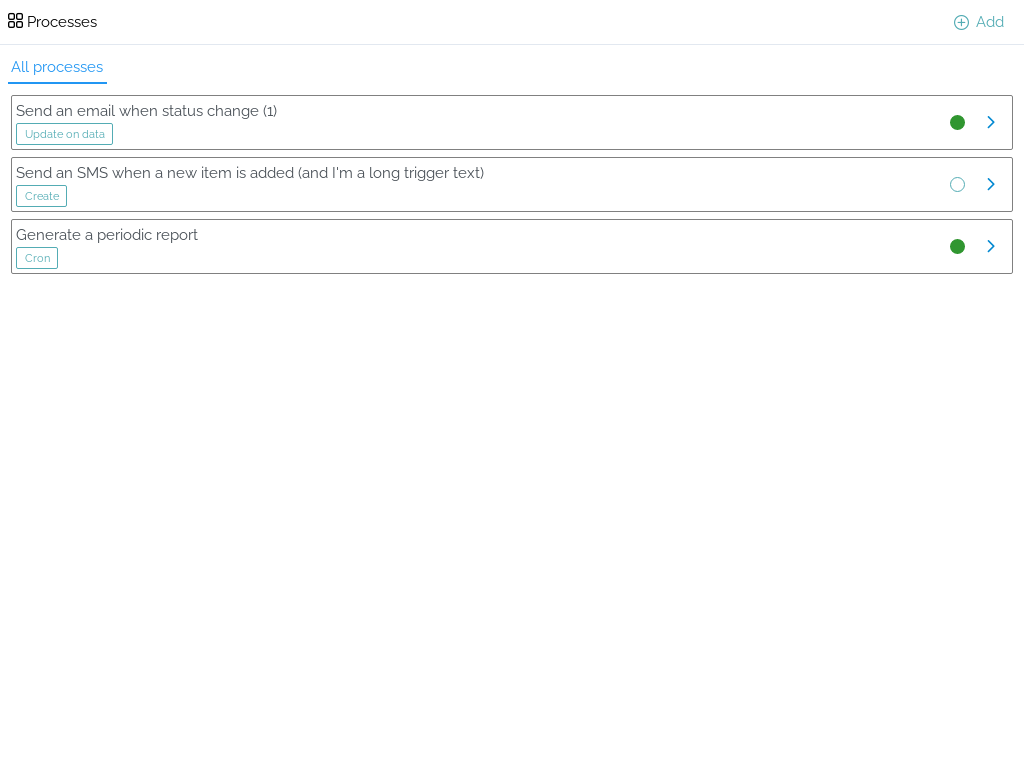 Processes
Add
All processes
Send an email when status change (1)
Update on data
Send an SMS when a new item is added (and I'm a long trigger text)
Create
Generate a periodic report
Cron